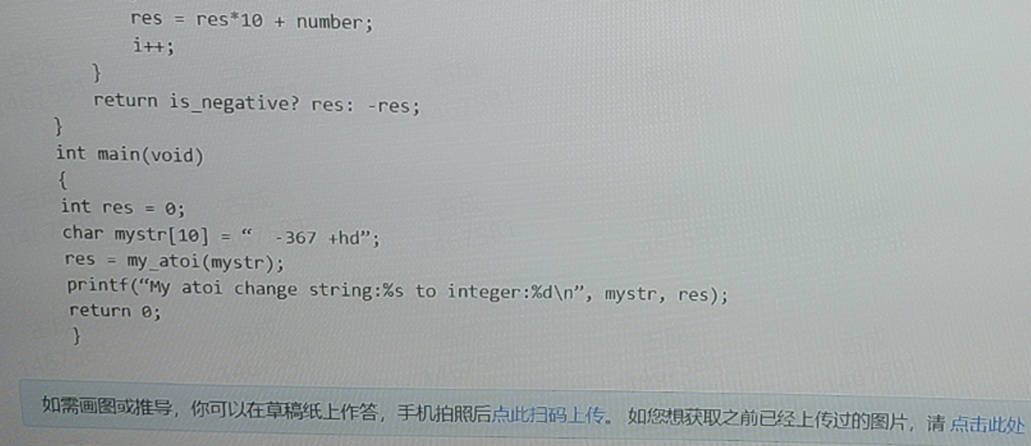 res = res*10 + number;
i++;
}
return is_negative? res: -res;
}
int main(void)
{
int res = 0;
char mystr[10] = “  -367 +hd”;
res = my_atoi(mystr);
printf(“My atoi change string:%s to integer:%d\n”, mystr, res);
return 0;
}
如需画图或推导，你可以在草稿纸上作答，手机拍照后点此扫码上传。 如您想获取之前已经上传过的图片，请 点击此处